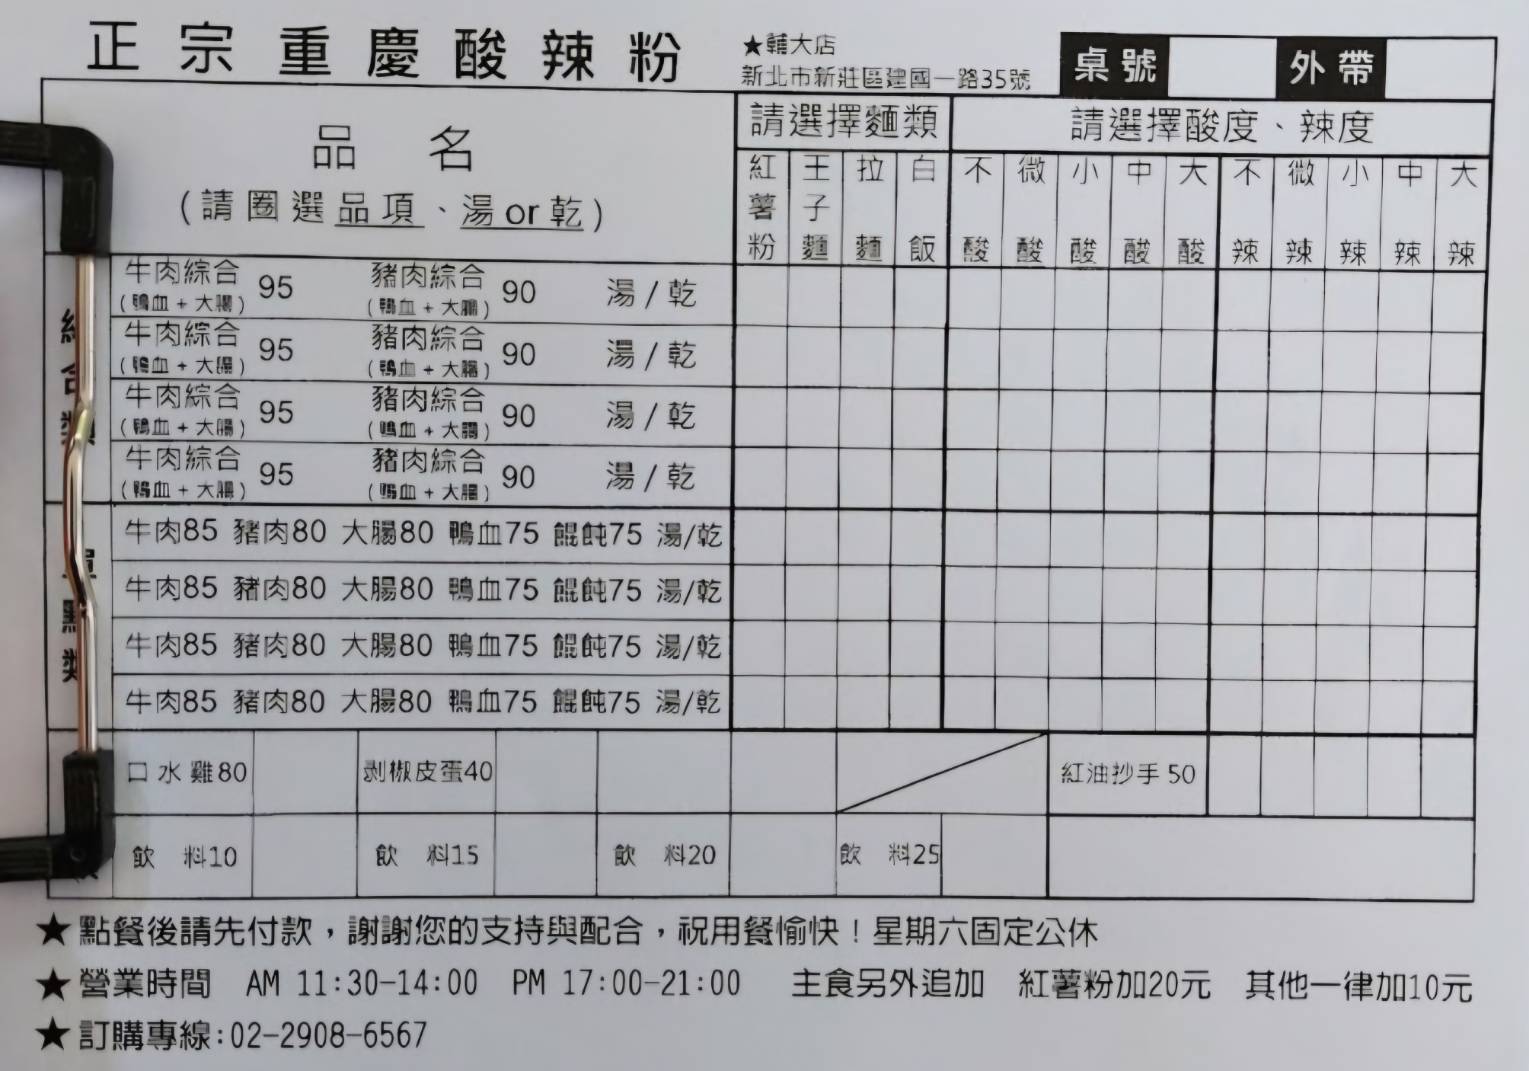 正宗重慶酸辣粉
★輔大店
新北市新莊區建國一路35號
桌號
外帶
品 名
(請圈選品項、湯or乾)
請選擇麵類
請選擇酸度、辣度
紅薯粉 王子麵 拉麵 白飯 不酸 微酸 小酸 中酸 大酸 不辣 微辣 小辣 中辣 大辣
綜合類
牛肉綜合 95 豬肉綜合 90 湯/乾
(鴨血+大腸) (鴨血+大腸)
牛肉綜合 95 豬肉綜合 90 湯/乾
(鴨血+大腸) (鴨血+大腸)
牛肉綜合 95 豬肉綜合 90 湯/乾
(鴨血+大腸) (鴨血+大腸)
牛肉綜合 95 豬肉綜合 90 湯/乾
(鴨血+大腸) (鴨血+大腸)
單點類
牛肉85 豬肉80 大腸80 鴨血75 餛飩75 湯/乾
牛肉85 豬肉80 大腸80 鴨血75 餛飩75 湯/乾
牛肉85 豬肉80 大腸80 鴨血75 餛飩75 湯/乾
牛肉85 豬肉80 大腸80 鴨血75 餛飩75 湯/乾
口水雞80 剝椒皮蛋40 紅油抄手50
飲 料10 飲 料15 飲 料20 飲 料25
★點餐後請先付款，謝謝您的支持與配合，祝用餐愉快！星期六固定公休
★營業時間 AM 11:30-14:00 PM 17:00-21:00 主食另外追加 紅薯粉加20元 其他一律加10元
★訂購專線:02-2908-6567